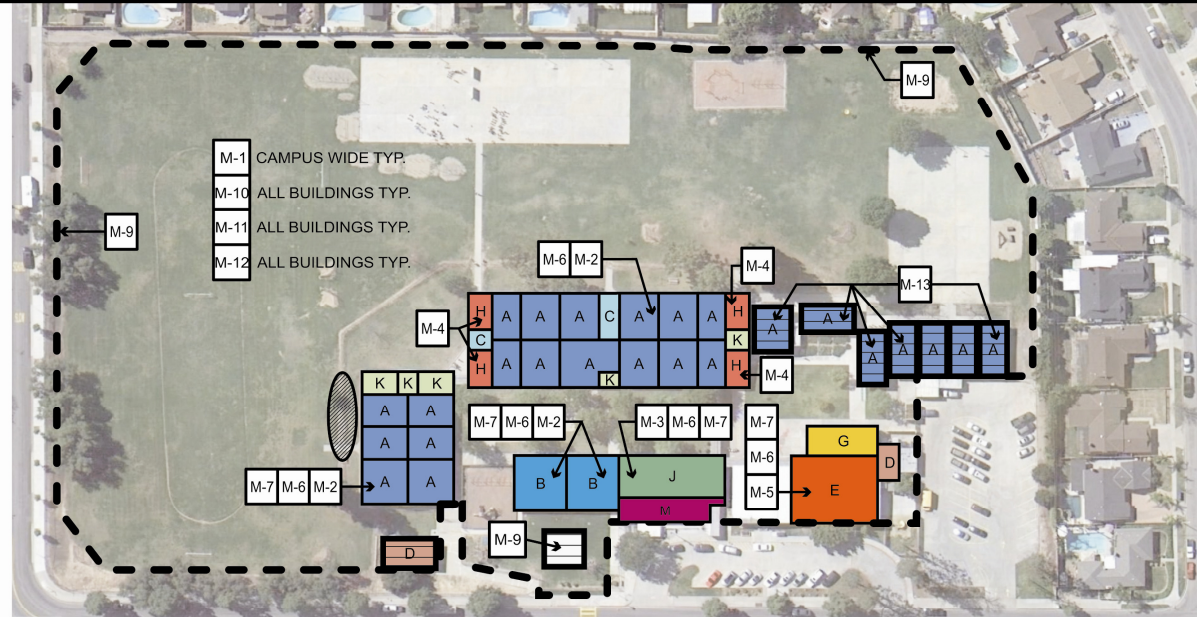 M-9
M-1 CAMPUS WIDE TYP.
M-10 ALL BUILDINGS TYP.
M-11 ALL BUILDINGS TYP.
M-12 ALL BUILDINGS TYP.
M-9
M-6 M-2
M-4
M-13
M-4
H A A A C A A A H
C K
H A A A A A A H
K
A A A A A A A
M-4
K K K
A A
A A
A A
M-7 M-6 M-2
M-7 M-6 M-2
M-3 M-6 M-7
M-7
M-6
M-5
B B J
M
G
E
D
M-9
D